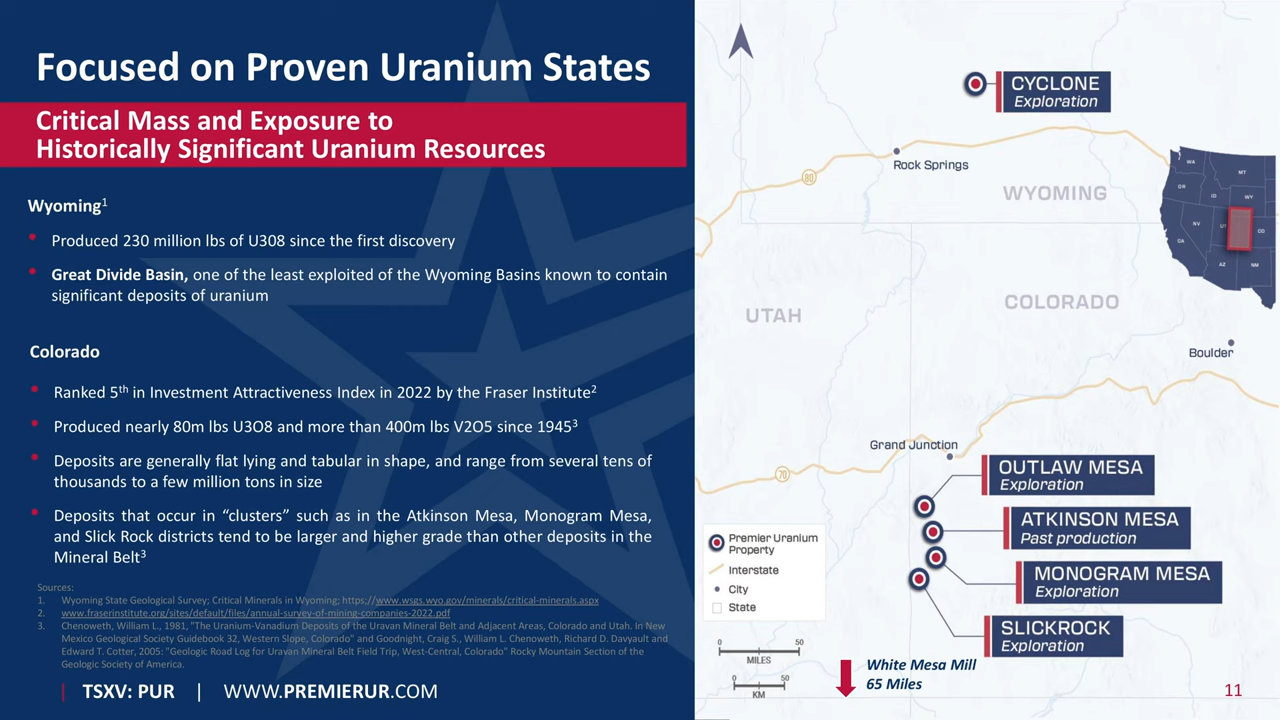 Focused on Proven Uranium States
Critical Mass and Exposure to
Historically Significant Uranium Resources
Wyoming1
• Produced 230 million lbs of U308 since the first discovery
• Great Divide Basin, one of the least exploited of the Wyoming Basins known to contain
significant deposits of uranium
Colorado
• Ranked 5th in Investment Attractiveness Index in 2022 by the Fraser Institute2
• Produced nearly 80m lbs U3O8 and more than 400m lbs V2O5 since 19453
• Deposits are generally flat lying and tabular in shape, and range from several tens of
thousands to a few million tons in size
• Deposits that occur in “clusters” such as in the Atkinson Mesa, Monogram Mesa,
and Slick Rock districts tend to be larger and higher grade than other deposits in the
Mineral Belt3
Sources:
1. Wyoming State Geological Survey; Critical Minerals in Wyoming; https://www.wsgs.wyo.gov/minerals/critical-minerals.aspx
2. www.fraserinstitute.org/sites/default/files/annual-survey-of-mining-companies-2022.pdf
3. Chenoweth, William L., 1981, "The Uranium-Vanadium Deposits of the Uravan Mineral Belt and Adjacent Areas, Colorado and Utah. In New
Mexico Geological Society Guidebook 32, Western Slope, Colorado" and Goodnight, Craig S., William L. Chenoweth, Richard D. Davyault and
Edward T. Cotter, 2005: "Geologic Road Log for Uravan Mineral Belt Field Trip, West-Central, Colorado" Rocky Mountain Section of the
Geologic Society of America.
| TSXV: PUR | WWW.PREMIERUR.COM
CYCLONE
Exploration
Rock Springs
80
WYOMING
WA
MT
OR
ID
WY
NV
UT
CO
CA
AZ
NM
UTAH
COLORADO
Boulder
Grand Junction
70
OUTLAW MESA
Exploration
ATKINSON MESA
Past production
MONOGRAM MESA
Exploration
SLICKROCK
Exploration
Premier Uranium
Property
Interstate
City
State
0 50
MILES
0 50
KM
White Mesa Mill
65 Miles
11